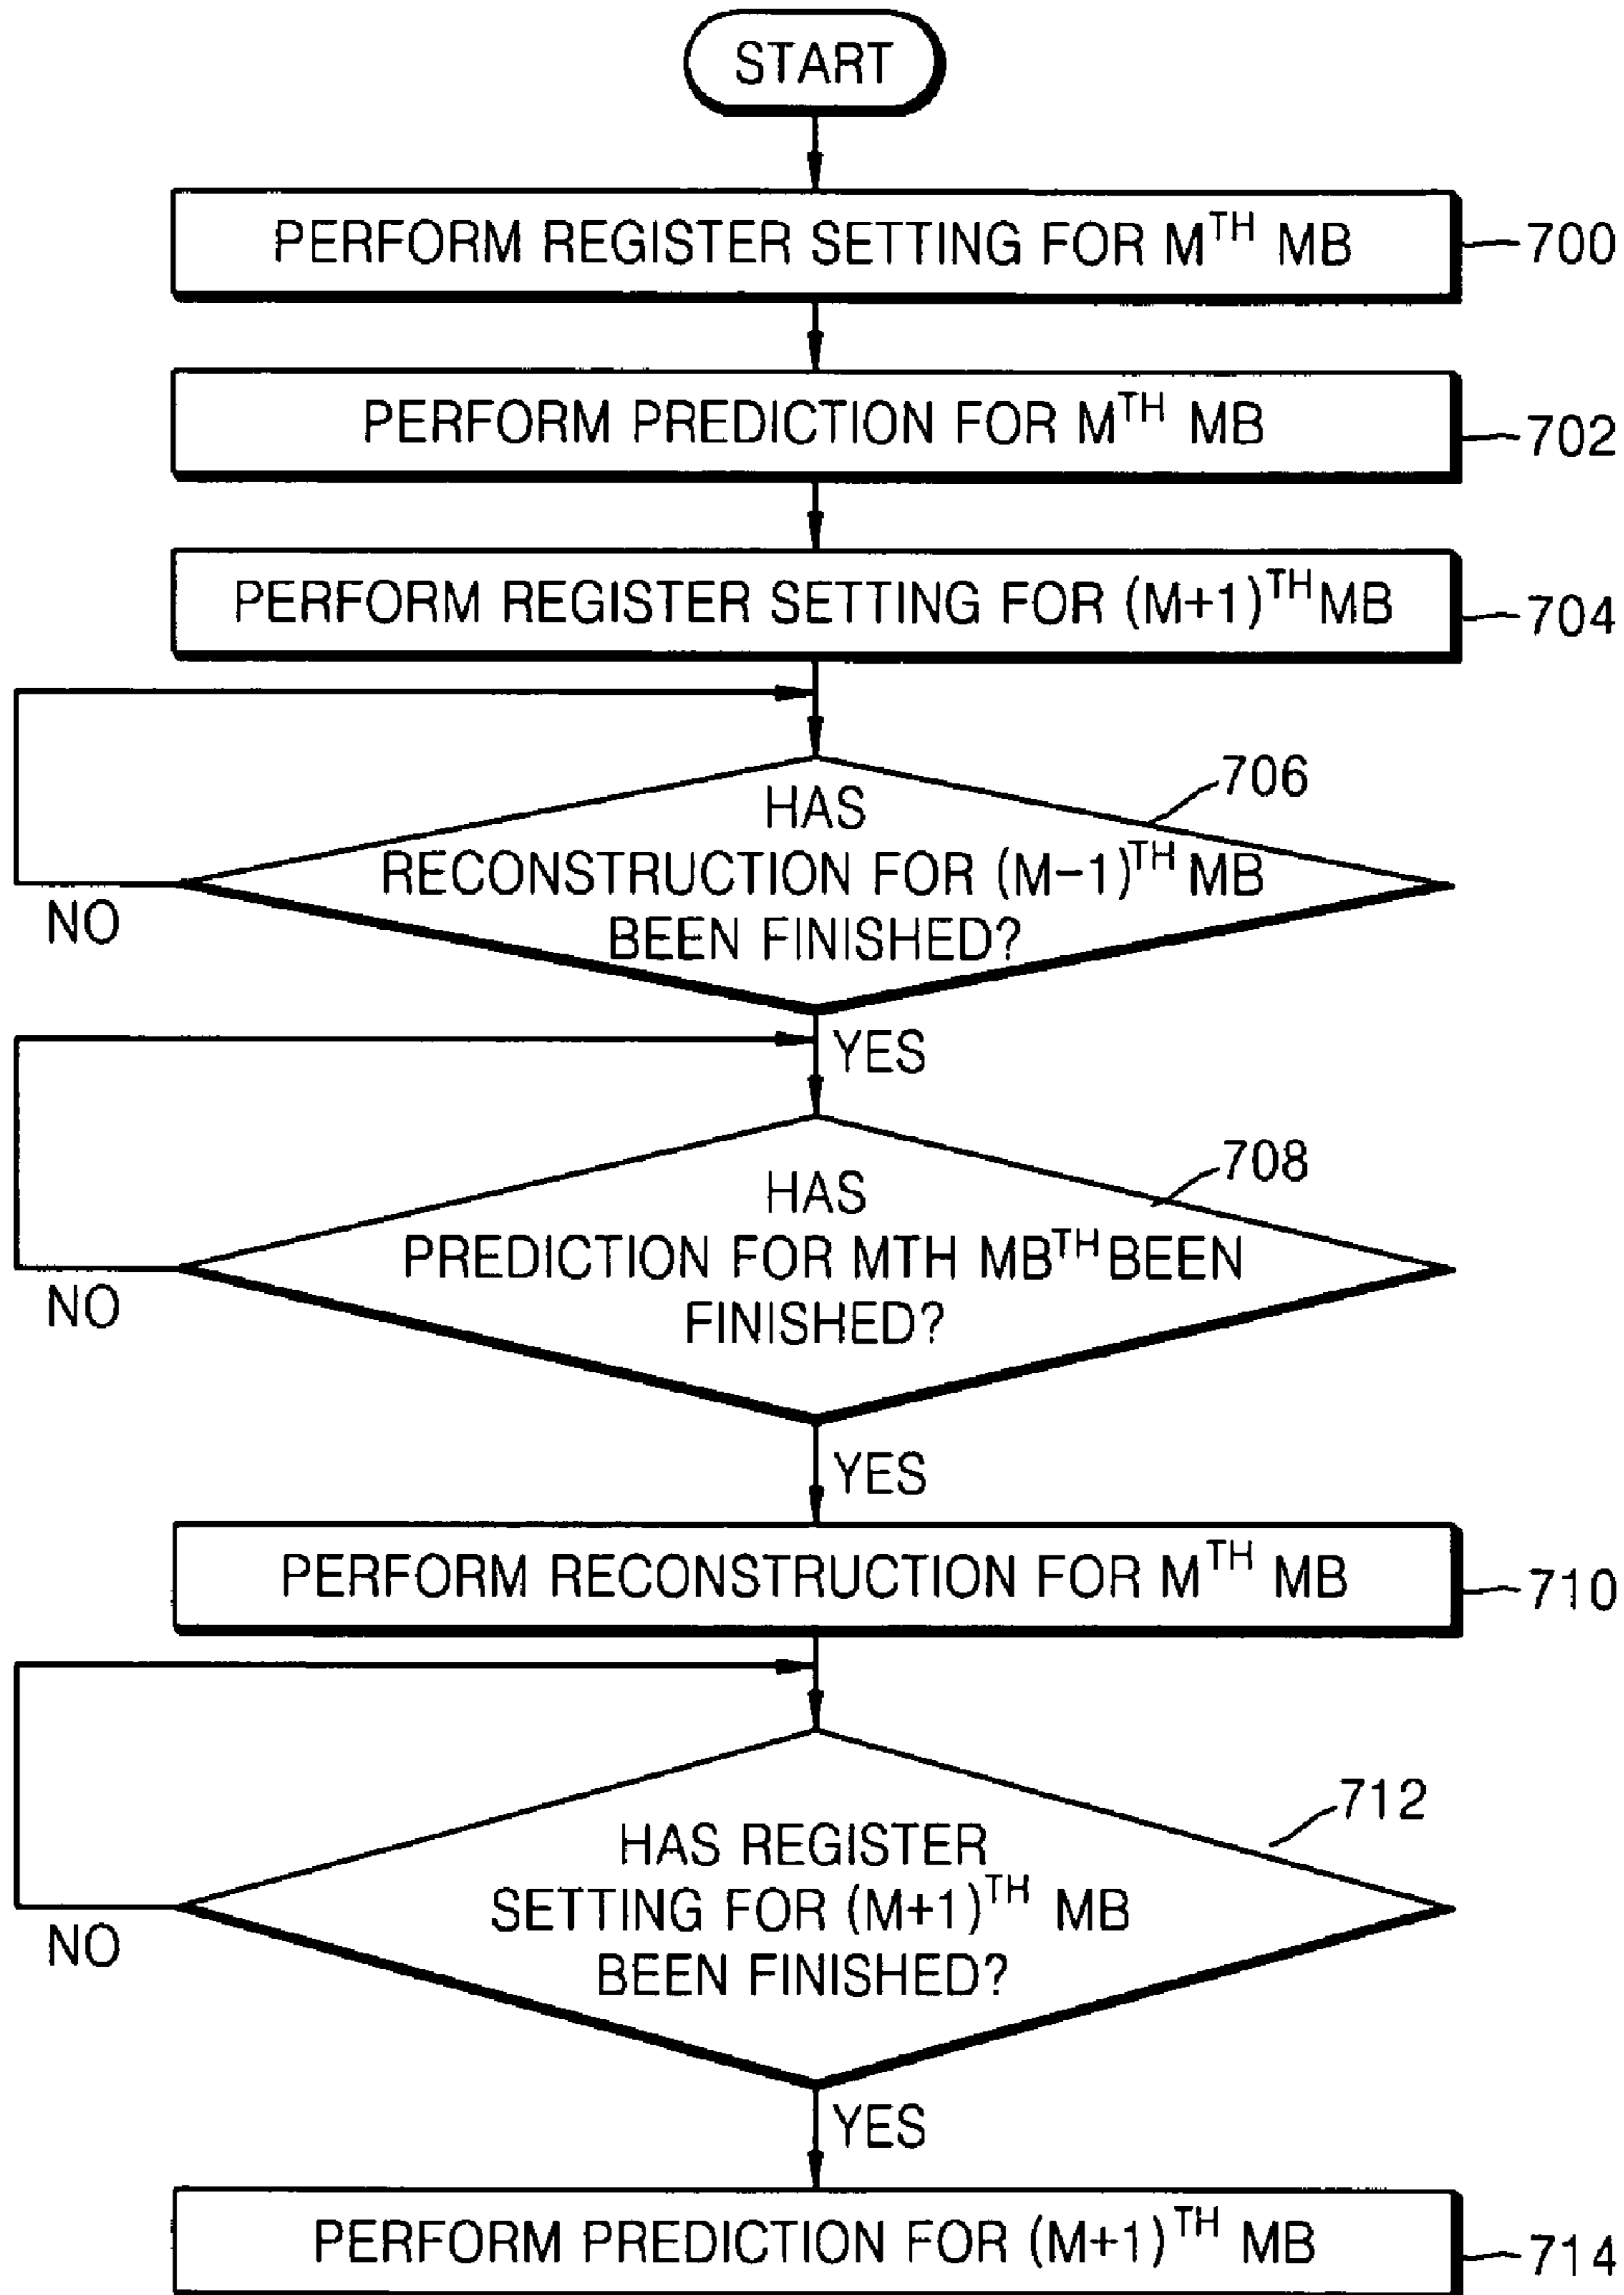 START
PERFORM REGISTER SETTING FOR M^TH MB
700
PERFORM PREDICTION FOR M^TH MB
702
PERFORM REGISTER SETTING FOR (M+1)^TH MB
704
706
HAS
RECONSTRUCTION FOR (M-1)^TH MB
BEEN FINISHED?
NO
YES
708
HAS
PREDICTION FOR MTH MB^TH BEEN
FINISHED?
NO
YES
PERFORM RECONSTRUCTION FOR M^TH MB
710
712
HAS REGISTER
SETTING FOR (M+1)^TH MB
BEEN FINISHED?
NO
YES
PERFORM PREDICTION FOR (M+1)^TH MB
714